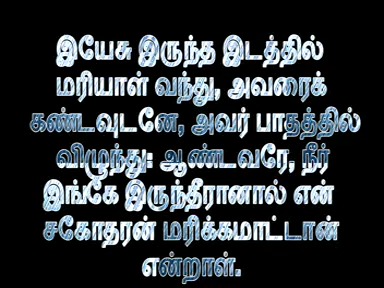 இயேசு இருந்த இடத்தில்
மரியாள் வந்து, அவரைக்
கண்டவுடனே, அவர் பாதத்தில்
விழுந்து: ஆண்டவரே, நீர்
இங்கே இருந்தீரானால் என்
சகோதரன் மரிக்கமாட்டான்
என்றாள்.